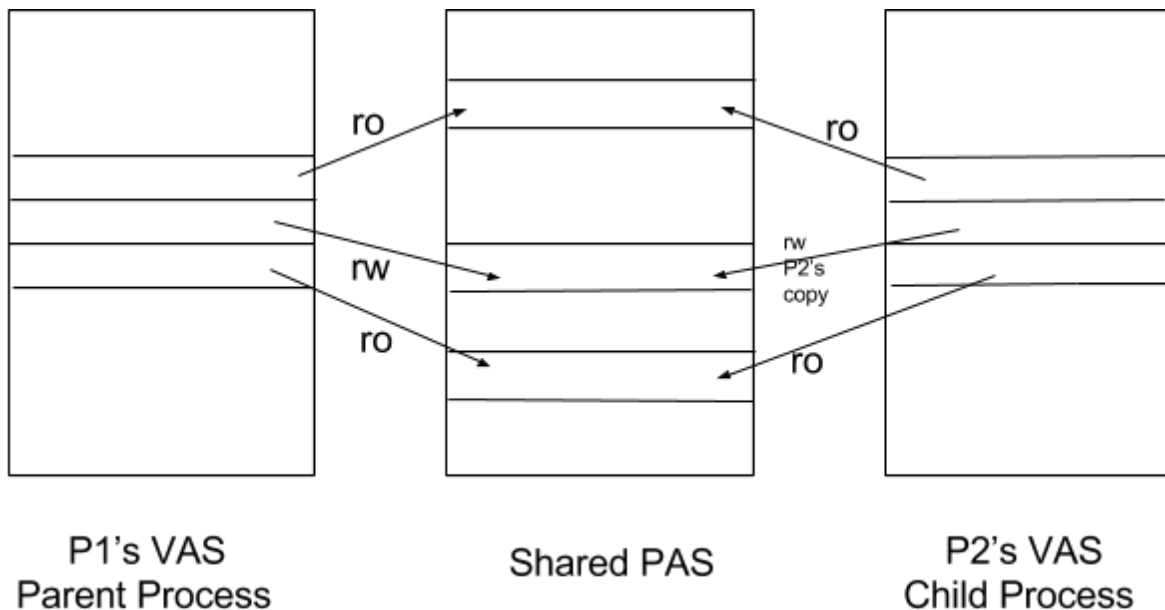 ro
ro
rw
rw
P2's
copy
ro
ro
P1's VAS
Parent Process
Shared PAS
P2's VAS
Child Process